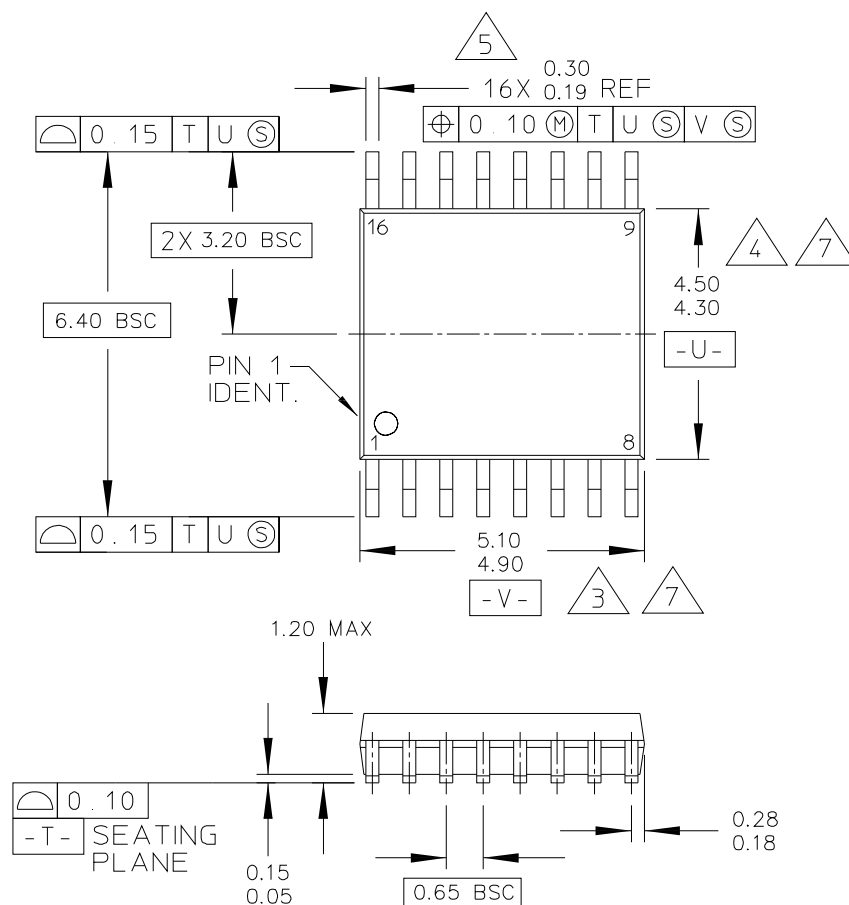 5
16X 0.30
0.19 REF
⌖ 0.10 Ⓜ T U Ⓢ V Ⓢ
⌓ 0.15 T U Ⓢ
2X 3.20 BSC
6.40 BSC
16
9
4
7
4.50
4.30
-U-
PIN 1
IDENT.
1
8
⌓ 0.15 T U Ⓢ
5.10
4.90
-V-
3
7
1.20 MAX
⌓ 0.10
-T- SEATING
PLANE
0.15
0.05
0.65 BSC
0.28
0.18